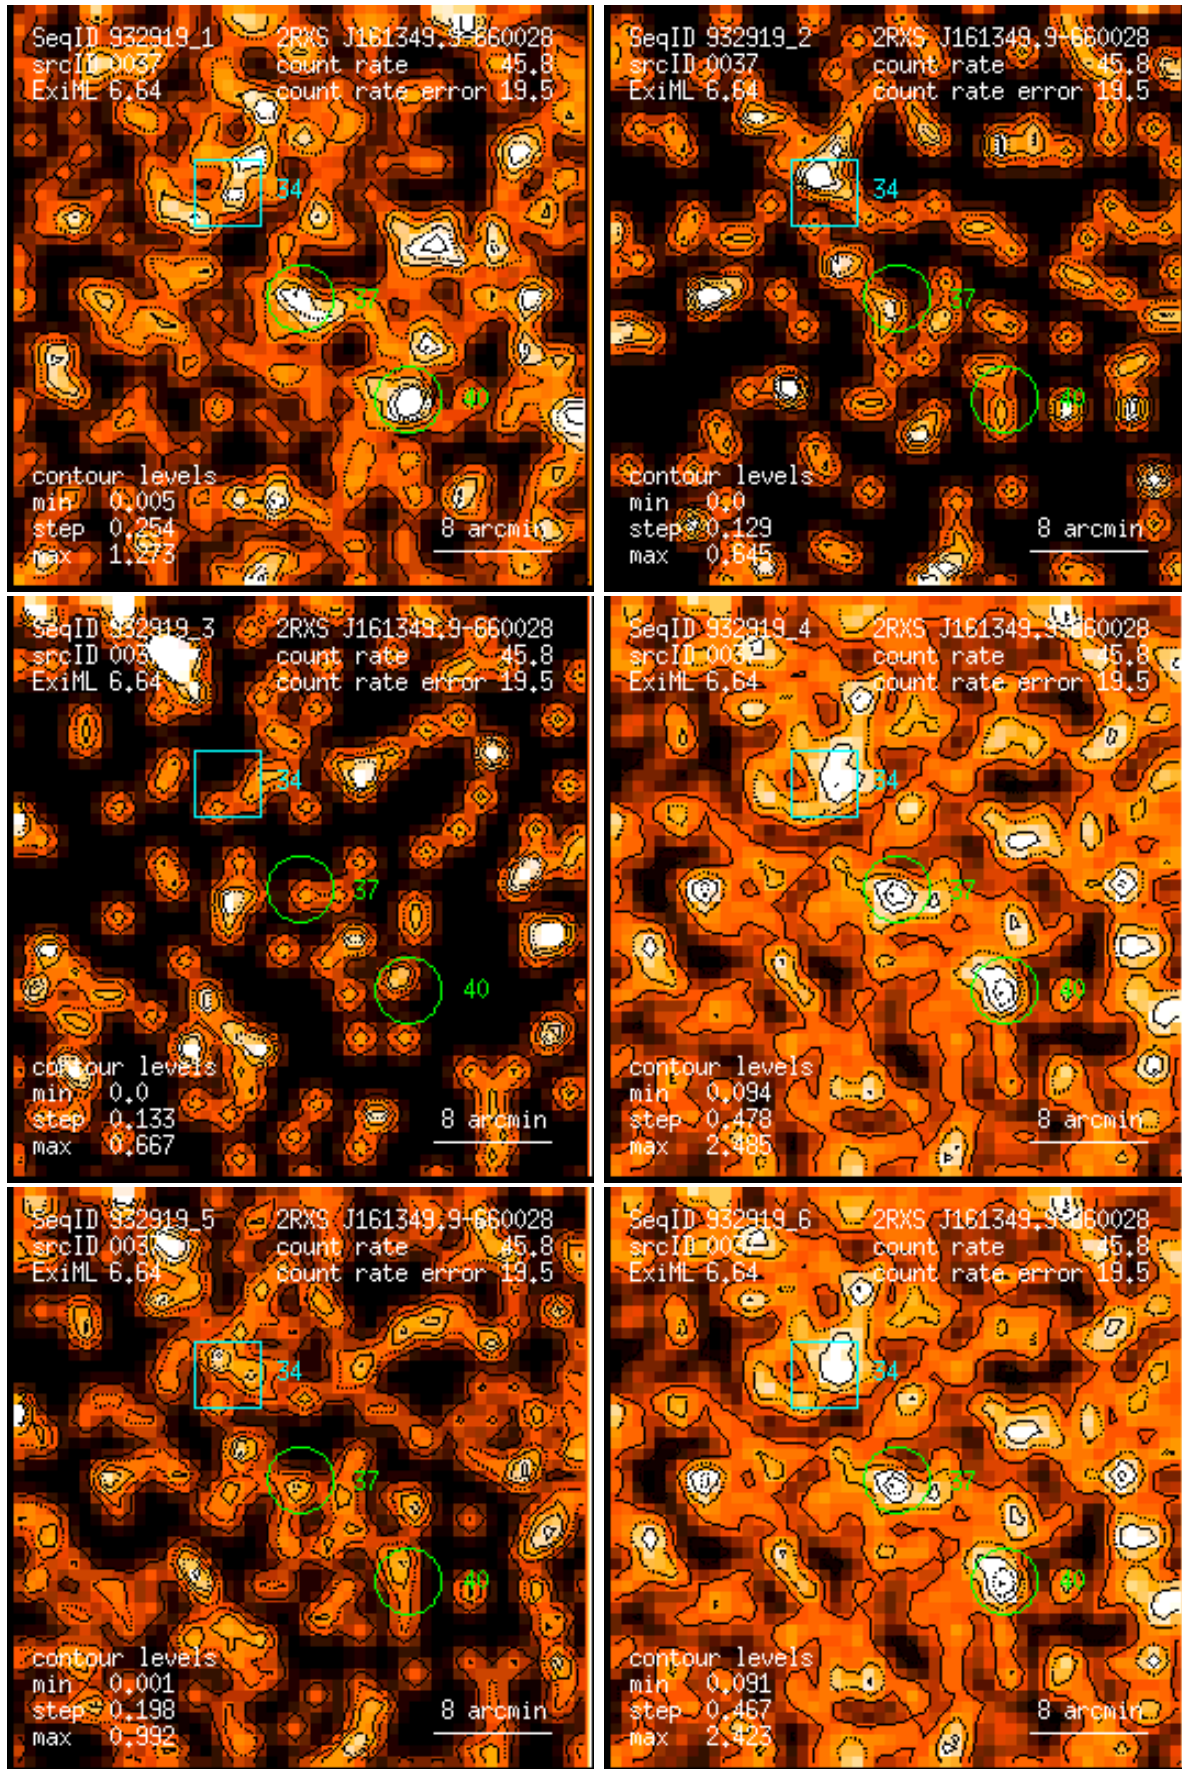 SeqID 932919_1 2RXS J161349.9-660028
srcID 0037 count rate 45.8
ExiML 6.64 count rate error 19.5
34
37
40
contour levels
min 0.005
step 0.254
max 1.273
8 arcmin
SeqID 932919_2 2RXS J161349.9-660028
srcID 0037 count rate 45.8
ExiML 6.64 count rate error 19.5
34
37
40
contour levels
min 0.0
step 0.129
max 0.645
8 arcmin
SeqID 932919_3 2RXS J161349.9-660028
srcID 0037 count rate 45.8
ExiML 6.64 count rate error 19.5
34
37
40
contour levels
min 0.0
step 0.133
max 0.667
8 arcmin
SeqID 932919_4 2RXS J161349.9-660028
srcID 0037 count rate 45.8
ExiML 6.64 count rate error 19.5
34
37
40
contour levels
min 0.094
step 0.478
max 2.485
8 arcmin
SeqID 932919_5 2RXS J161349.9-660028
srcID 0037 count rate 45.8
ExiML 6.64 count rate error 19.5
34
37
40
contour levels
min 0.001
step 0.198
max 0.992
8 arcmin
SeqID 932919_6 2RXS J161349.9-660028
srcID 0037 count rate 45.8
ExiML 6.64 count rate error 19.5
34
37
40
contour levels
min 0.091
step 0.467
max 2.423
8 arcmin